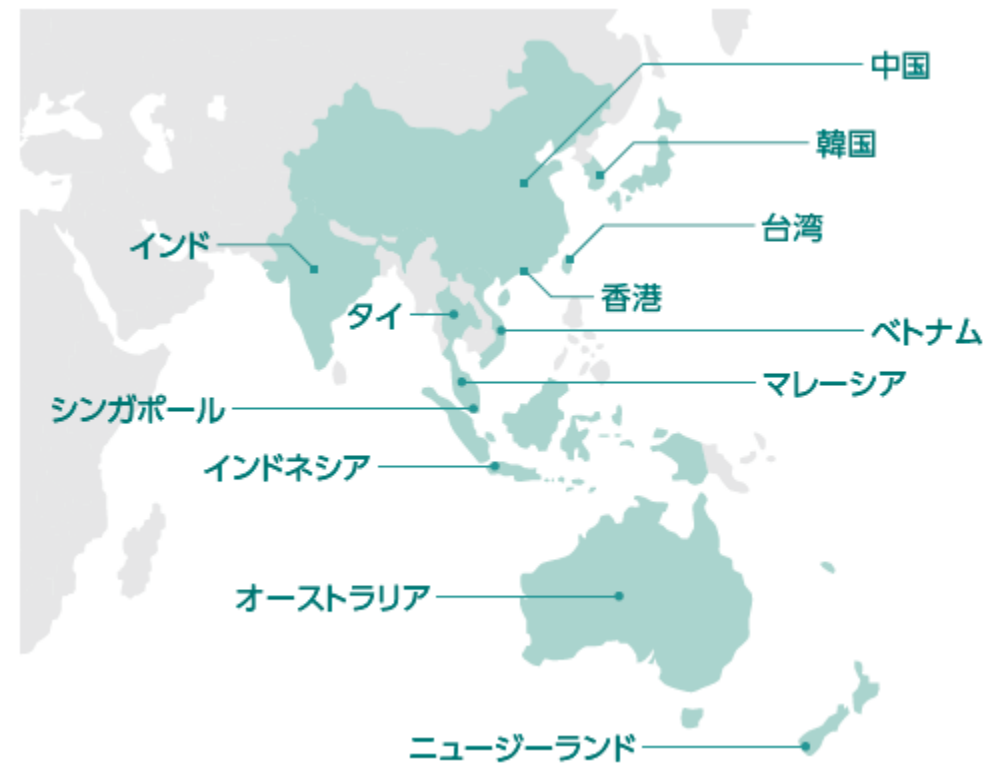 中国
韓国
台湾
インド
香港
タイ
ベトナム
マレーシア
シンガポール
インドネシア
オーストラリア
ニュージーランド